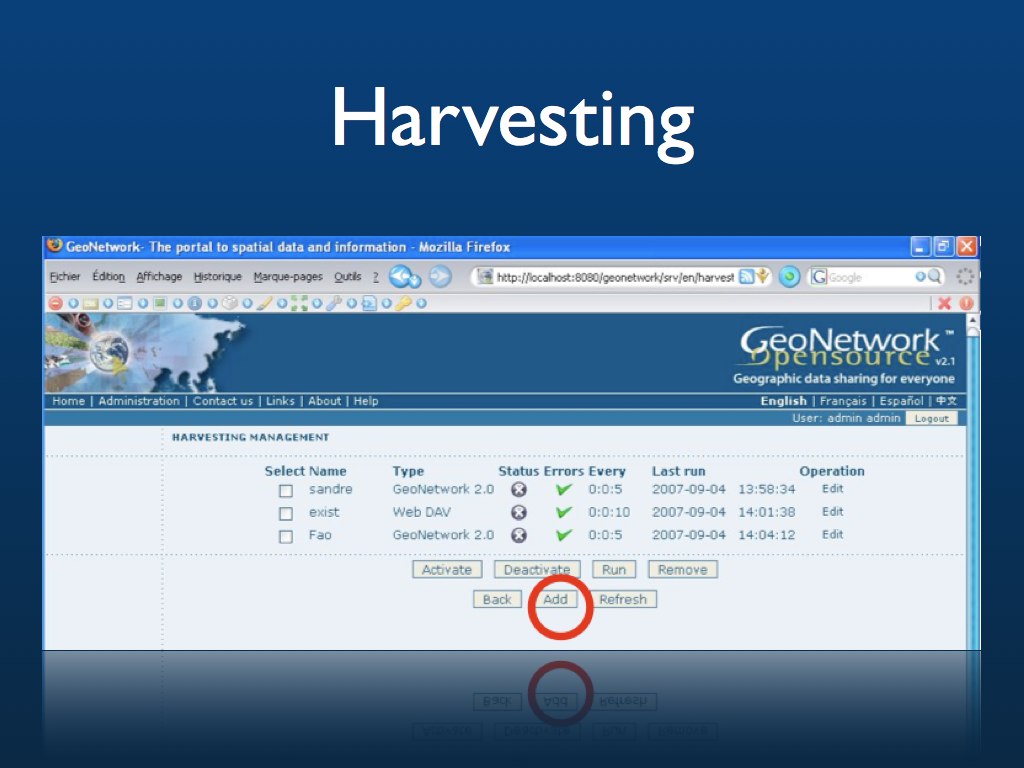 Harvesting
GeoNetwork- The portal to spatial data and information - Mozilla Firefox
Fichier Édition Affichage Historique Marque-pages Outils ?
http://localhost:8080/geonetwork/srv/en/harvest
Google
GeoNetwork™
Opensource v2.1
Geographic data sharing for everyone
Home | Administration | Contact us | Links | About | Help
English | Français | Español | 中文
User: admin admin Logout
HARVESTING MANAGEMENT
Select Name Type Status Errors Every Last run Operation
sandre GeoNetwork 2.0 0:0:5 2007-09-04 13:58:34 Edit
exist Web DAV 0:0:10 2007-09-04 14:01:38 Edit
Fao GeoNetwork 2.0 0:0:5 2007-09-04 14:04:12 Edit
Activate Deactivate Run Remove
Back Add Refresh